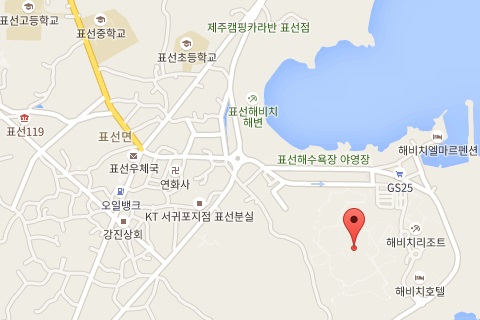 표선고등학교
표선중학교
제주캠핑카라반 표선점
표선초등학교
표선해비치
해변
표선119
표선면
해비치엘마르펜션
표선우체국
표선해수욕장 야영장
연화사
GS25
오일뱅크
KT 서귀포지점 표선분실
강진상회
해비치리조트
해비치호텔